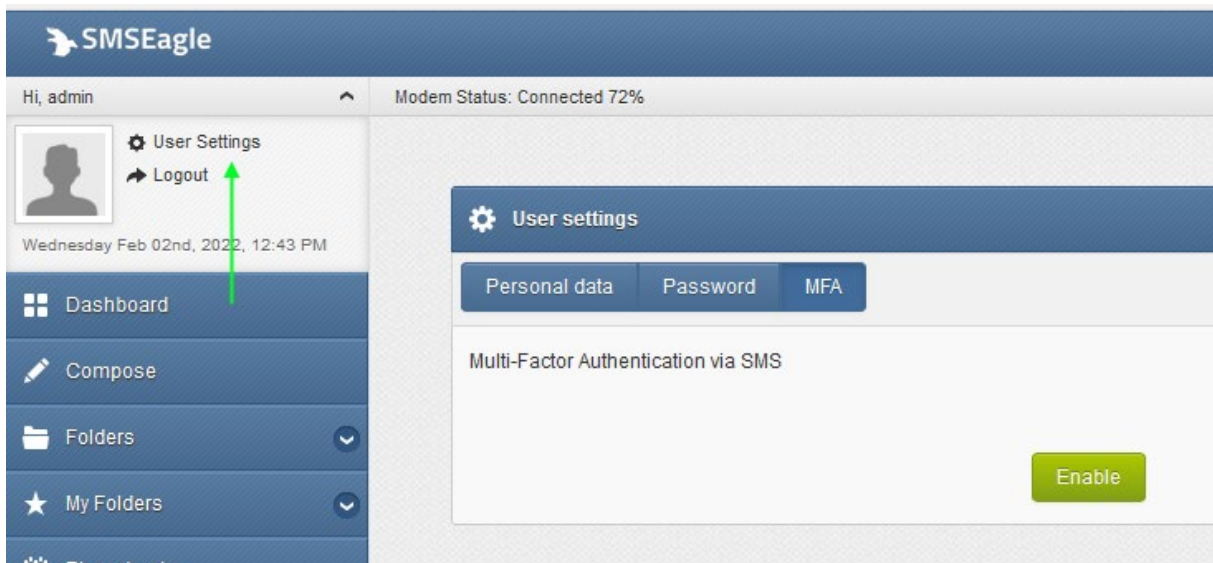 SMSEagle
Hi, admin
Modem Status: Connected 72%
User Settings
Logout
Wednesday Feb 02nd, 2022, 12:43 PM
User settings
Personal data Password MFA
Multi-Factor Authentication via SMS
Enable
Dashboard
Compose
Folders
My Folders